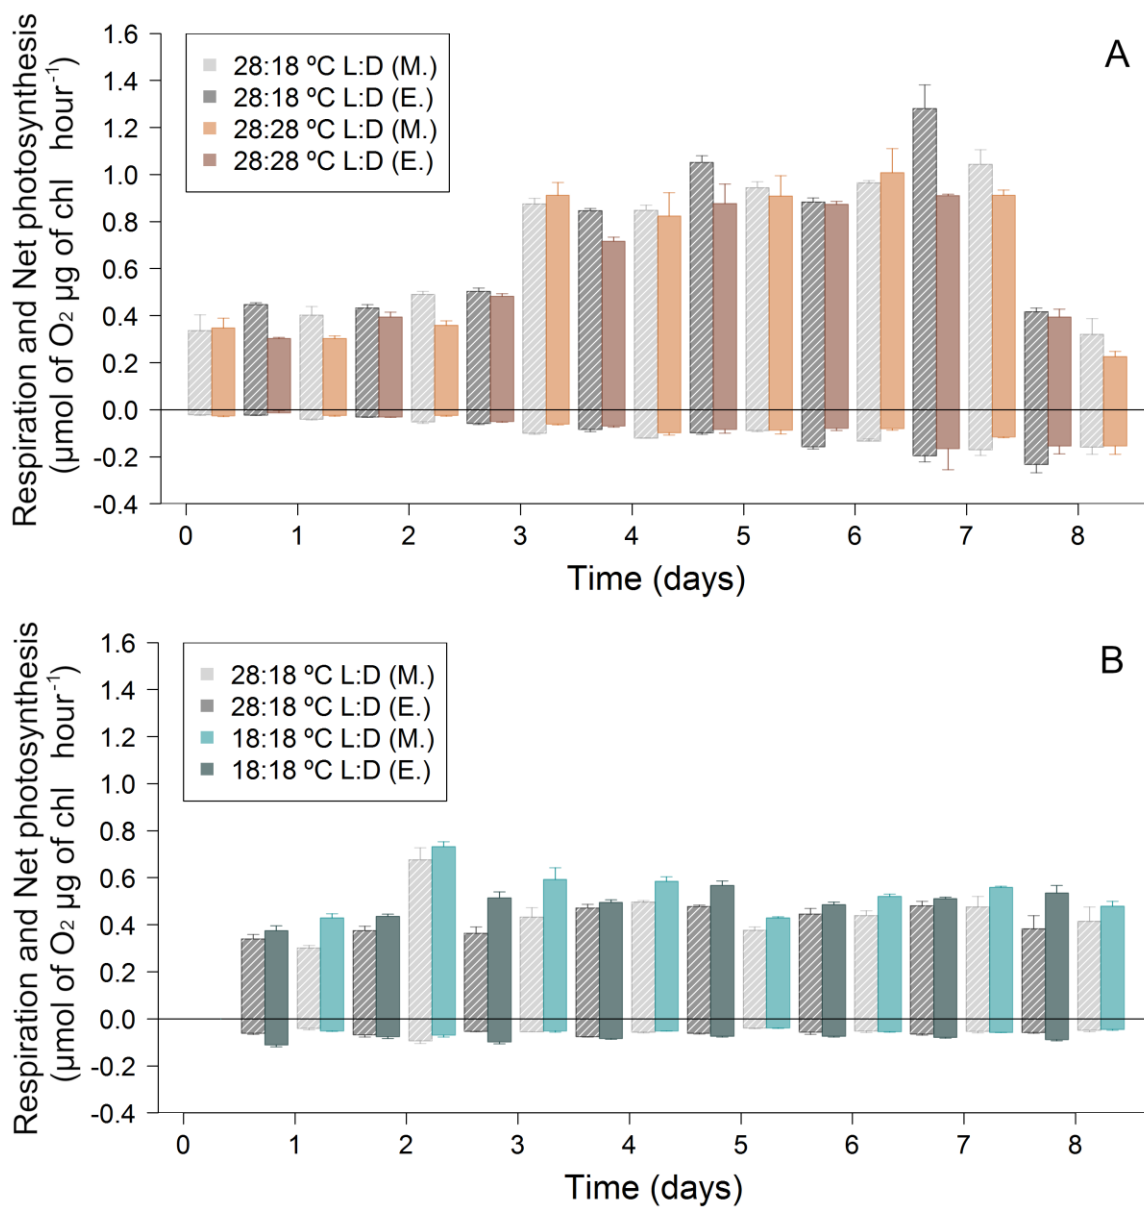 A
Respiration and Net photosynthesis
(µmol of O₂ µg of chl hour⁻¹)
1.6
1.4
1.2
1.0
0.8
0.6
0.4
0.2
0.0
-0.2
-0.4
28:18 ºC L:D (M.)
28:18 ºC L:D (E.)
28:28 ºC L:D (M.)
28:28 ºC L:D (E.)
0 1 2 3 4 5 6 7 8
Time (days)
B
Respiration and Net photosynthesis
(µmol of O₂ µg of chl hour⁻¹)
1.6
1.4
1.2
1.0
0.8
0.6
0.4
0.2
0.0
-0.2
-0.4
28:18 ºC L:D (M.)
28:18 ºC L:D (E.)
18:18 ºC L:D (M.)
18:18 ºC L:D (E.)
0 1 2 3 4 5 6 7 8
Time (days)